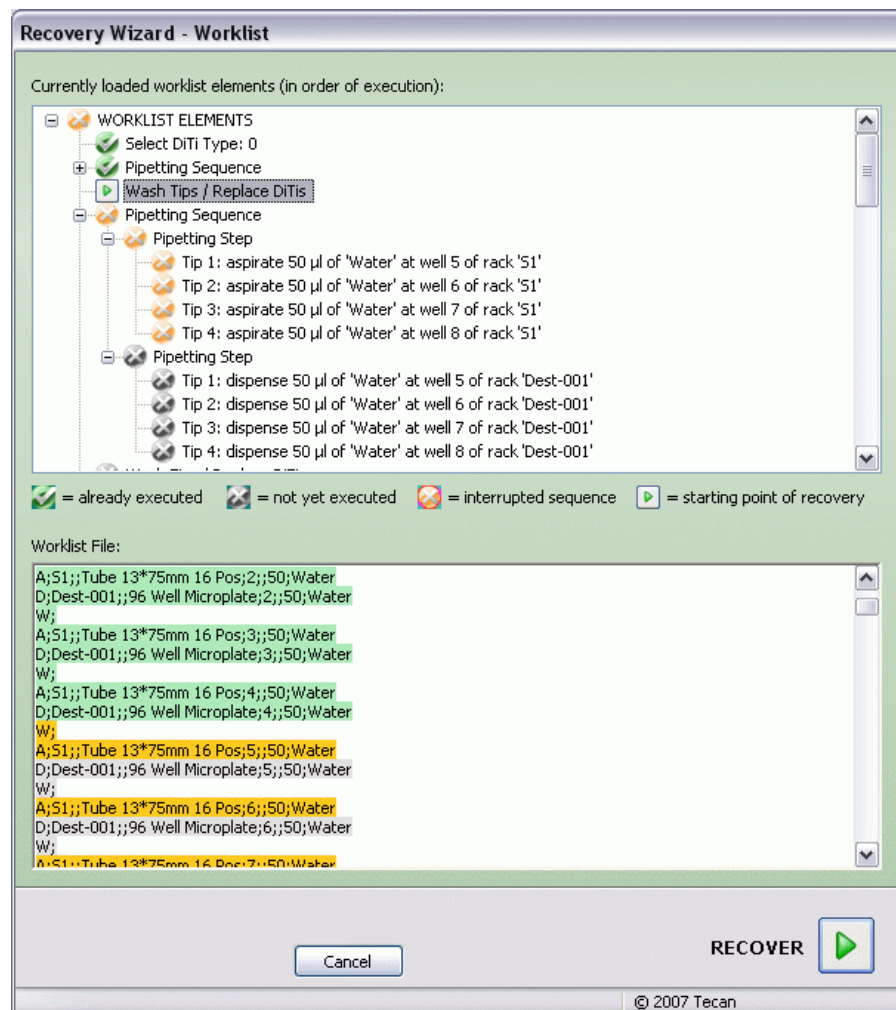 Recovery Wizard - Worklist
Currently loaded worklist elements (in order of execution):
WORKLIST ELEMENTS
Select DiTi Type: 0
Pipetting Sequence
Wash Tips / Replace DiTis
Pipetting Sequence
Pipetting Step
Tip 1: aspirate 50 µl of 'Water' at well 5 of rack 'S1'
Tip 2: aspirate 50 µl of 'Water' at well 6 of rack 'S1'
Tip 3: aspirate 50 µl of 'Water' at well 7 of rack 'S1'
Tip 4: aspirate 50 µl of 'Water' at well 8 of rack 'S1'
Pipetting Step
Tip 1: dispense 50 µl of 'Water' at well 5 of rack 'Dest-001'
Tip 2: dispense 50 µl of 'Water' at well 6 of rack 'Dest-001'
Tip 3: dispense 50 µl of 'Water' at well 7 of rack 'Dest-001'
Tip 4: dispense 50 µl of 'Water' at well 8 of rack 'Dest-001'
= already executed = not yet executed = interrupted sequence = starting point of recovery
Worklist File:
A;S1;;Tube 13*75mm 16 Pos;2;;50;Water
D;Dest-001;;96 Well Microplate;2;;50;Water
W;
A;S1;;Tube 13*75mm 16 Pos;3;;50;Water
D;Dest-001;;96 Well Microplate;3;;50;Water
W;
A;S1;;Tube 13*75mm 16 Pos;4;;50;Water
D;Dest-001;;96 Well Microplate;4;;50;Water
W;
A;S1;;Tube 13*75mm 16 Pos;5;;50;Water
D;Dest-001;;96 Well Microplate;5;;50;Water
W;
A;S1;;Tube 13*75mm 16 Pos;6;;50;Water
D;Dest-001;;96 Well Microplate;6;;50;Water
W;
A;S1;;Tube 13*75mm 16 Pos;7;;50;Water
Cancel
RECOVER
© 2007 Tecan